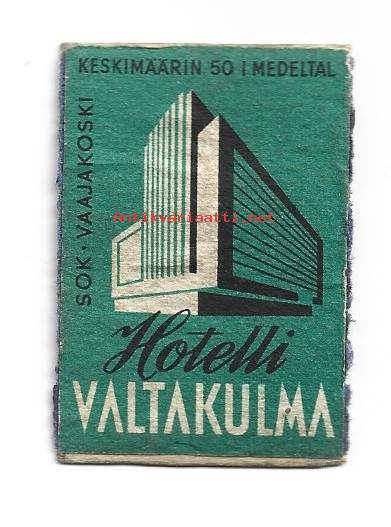 KESKIMÄÄRIN 50 I MEDELTAL
SOK · VAAJAKOSKI
Antikvariaatti.net
Hotelli
VALTAKULMA